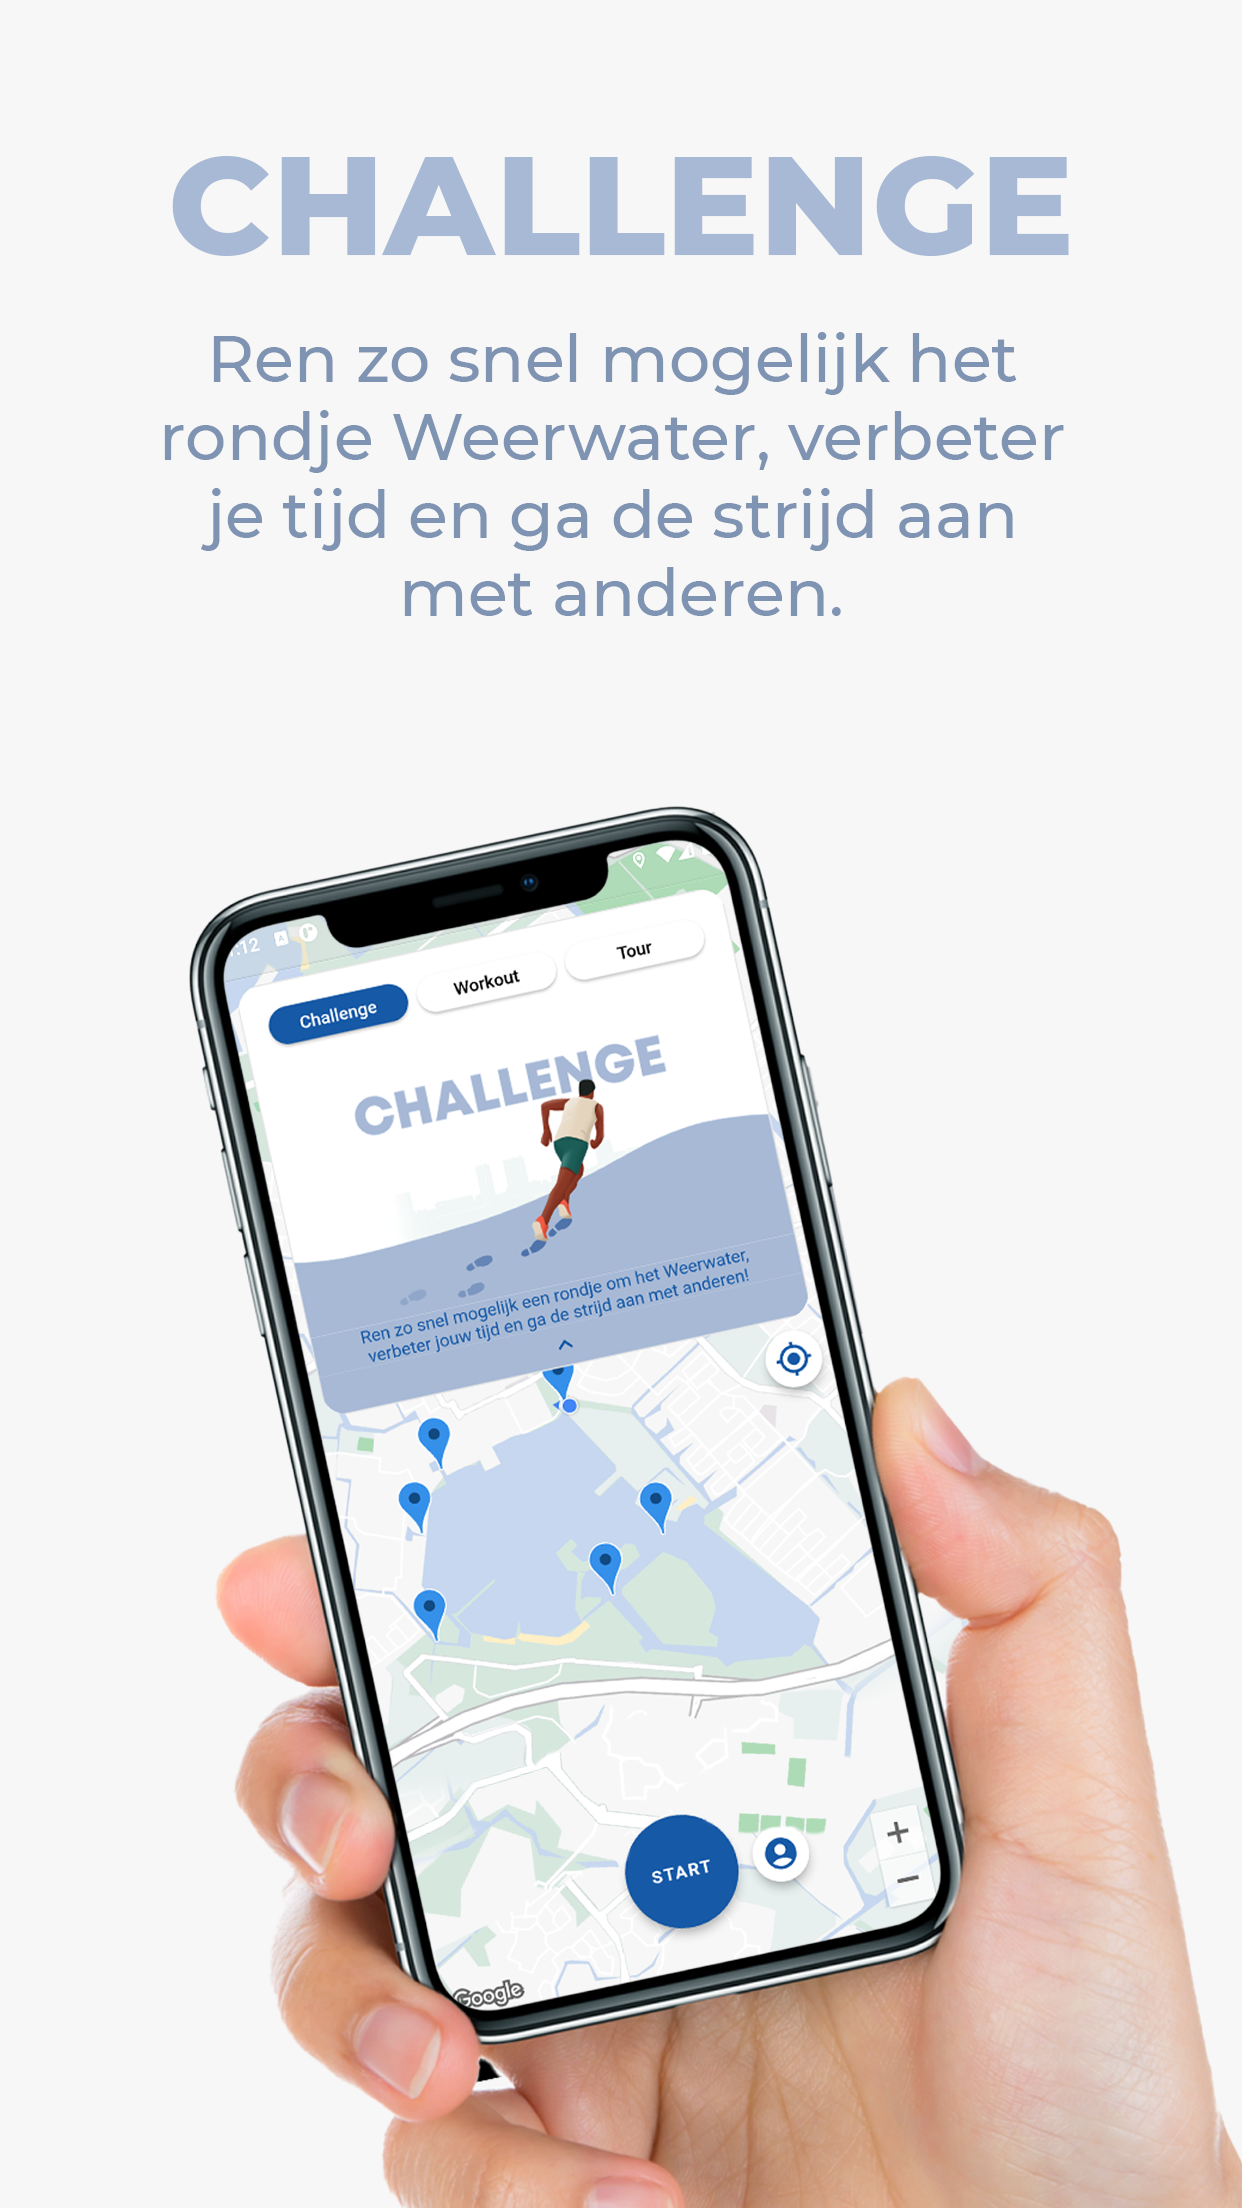 CHALLENGE
Ren zo snel mogelijk het
rondje Weerwater, verbeter
je tijd en ga de strijd aan
met anderen.
Challenge
Workout
Tour
CHALLENGE
Ren zo snel mogelijk een rondje om het Weerwater,
verbeter jouw tijd en ga de strijd aan met anderen!
START
Google